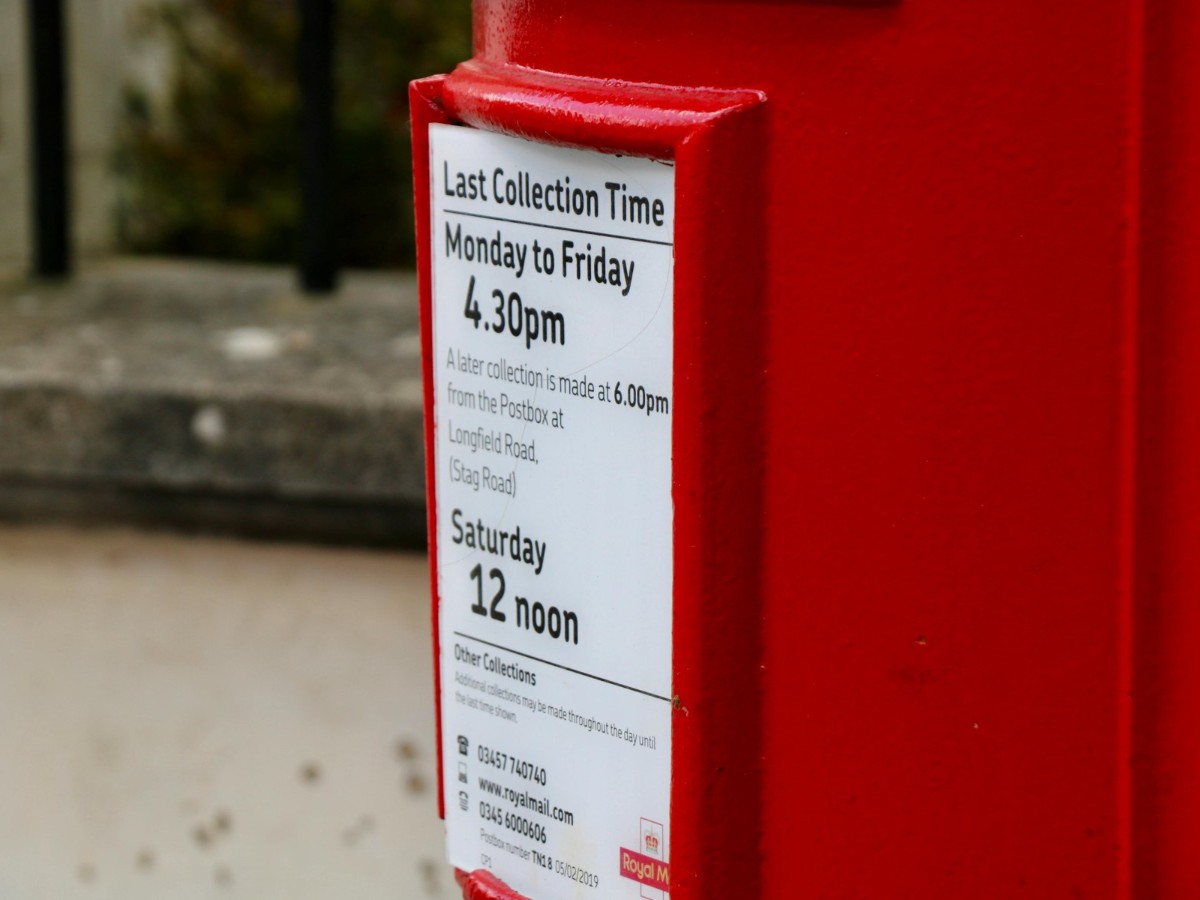 Last Collection Time
Monday to Friday
4.30pm
A later collection is made at 6.00pm
from the Postbox at
Longfield Road,
(Stag Road)
Saturday
12 noon
Other Collections
Additional collections may be made throughout the day until
the last time shown.
03457 740740
www.royalmail.com
0345 6000606
Postbox number TN1 8 05/02/2019
CP1
Royal M